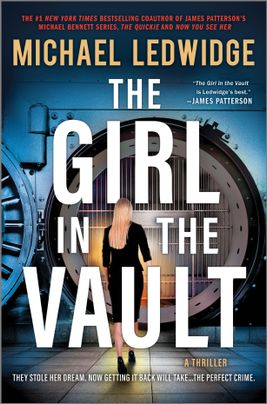 THE #1 NEW YORK TIMES BESTSELLING COAUTHOR OF JAMES PATTERSON'S
MICHAEL BENNETT SERIES, THE QUICKIE AND NOW YOU SEE HER
MICHAEL LEDWIDGE
THE
"The Girl in the Vault
is Ledwidge's best."
—JAMES PATTERSON
GIRL
IN THE
VAULT
A THRILLER
THEY STOLE HER DREAM. NOW GETTING IT BACK WILL TAKE...THE PERFECT CRIME.